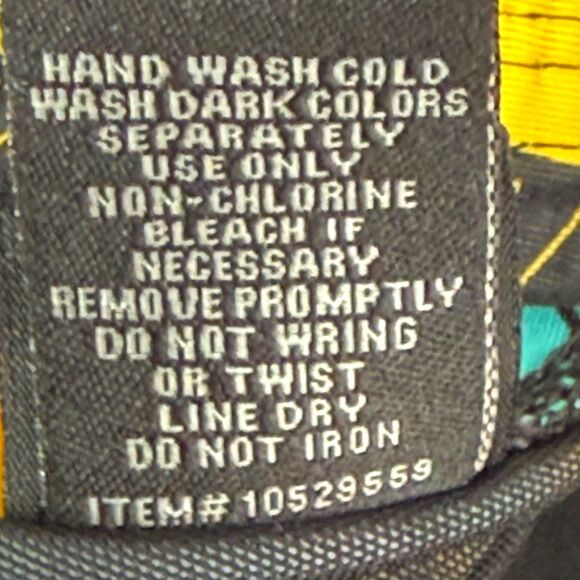 HAND WASH COLD
WASH DARK COLORS
SEPARATELY
USE ONLY
NON-CHLORINE
BLEACH IF
NECESSARY
REMOVE PROMPTLY
DO NOT WRING
OR TWIST
LINE DRY
DO NOT IRON
ITEM# 10529559